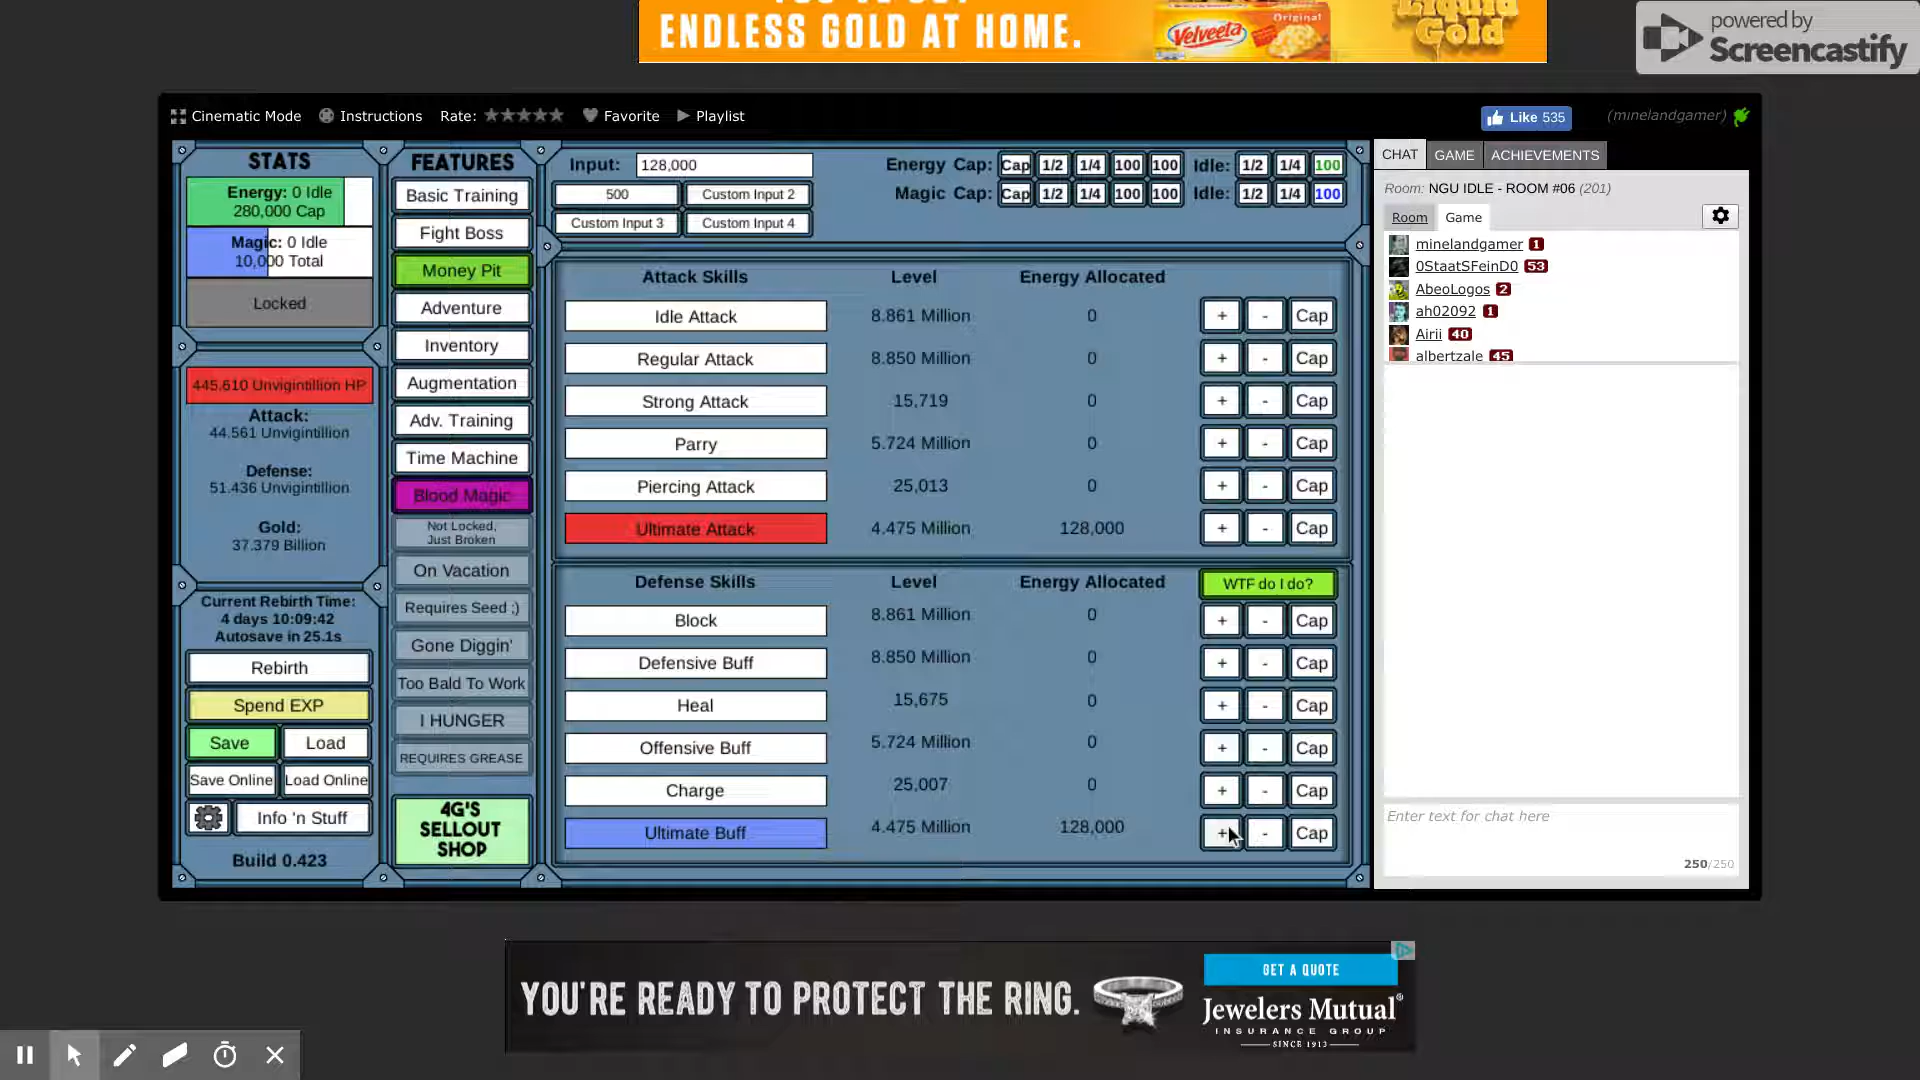 ENDLESS GOLD AT HOME.
Velveeta
Original
Liquid
Gold
powered by
Screencastify
Cinematic Mode Instructions Rate: Favorite Playlist
Like 535
(minelandgamer)
STATS
Energy: 0 Idle
280,000 Cap
Magic: 0 Idle
10,000 Total
Locked
445.610 Unvigintillion HP
Attack:
44.561 Unvigintillion
Defense:
51.436 Unvigintillion
Gold:
37.379 Billion
Current Rebirth Time:
4 days 10:09:42
Autosave in 25.1s
Rebirth
Spend EXP
Save Load
Save Online Load Online
Info 'n Stuff
Build 0.423
FEATURES
Basic Training
Fight Boss
Money Pit
Adventure
Inventory
Augmentation
Adv. Training
Time Machine
Blood Magic
Not Locked,
Just Broken
On Vacation
Requires Seed ;)
Gone Diggin'
Too Bald To Work
I HUNGER
REQUIRES GREASE
4G'S
SELLOUT
SHOP
Input: 128,000
500 Custom Input 2
Custom Input 3 Custom Input 4
Energy Cap: Cap 1/2 1/4 100 100 Idle: 1/2 1/4 100
Magic Cap: Cap 1/2 1/4 100 100 Idle: 1/2 1/4 100
Attack Skills Level Energy Allocated
Idle Attack 8.861 Million 0 + - Cap
Regular Attack 8.850 Million 0 + - Cap
Strong Attack 15,719 0 + - Cap
Parry 5.724 Million 0 + - Cap
Piercing Attack 25,013 0 + - Cap
Ultimate Attack 4.475 Million 128,000 + - Cap
Defense Skills Level Energy Allocated WTF do I do?
Block 8.861 Million 0 + - Cap
Defensive Buff 8.850 Million 0 + - Cap
Heal 15,675 0 + - Cap
Offensive Buff 5.724 Million 0 + - Cap
Charge 25,007 0 + - Cap
Ultimate Buff 4.475 Million 128,000 + - Cap
CHAT GAME ACHIEVEMENTS
Room: NGU IDLE - ROOM #06 (201)
Room Game
minelandgamer 1
0StaatSFeinD0 53
AbeoLogos 2
ah02092 1
Airii 40
albertzale 45
Enter text for chat here
250/250
YOU'RE READY TO PROTECT THE RING.
GET A QUOTE
Jewelers Mutual®
INSURANCE GROUP
SINCE 1913